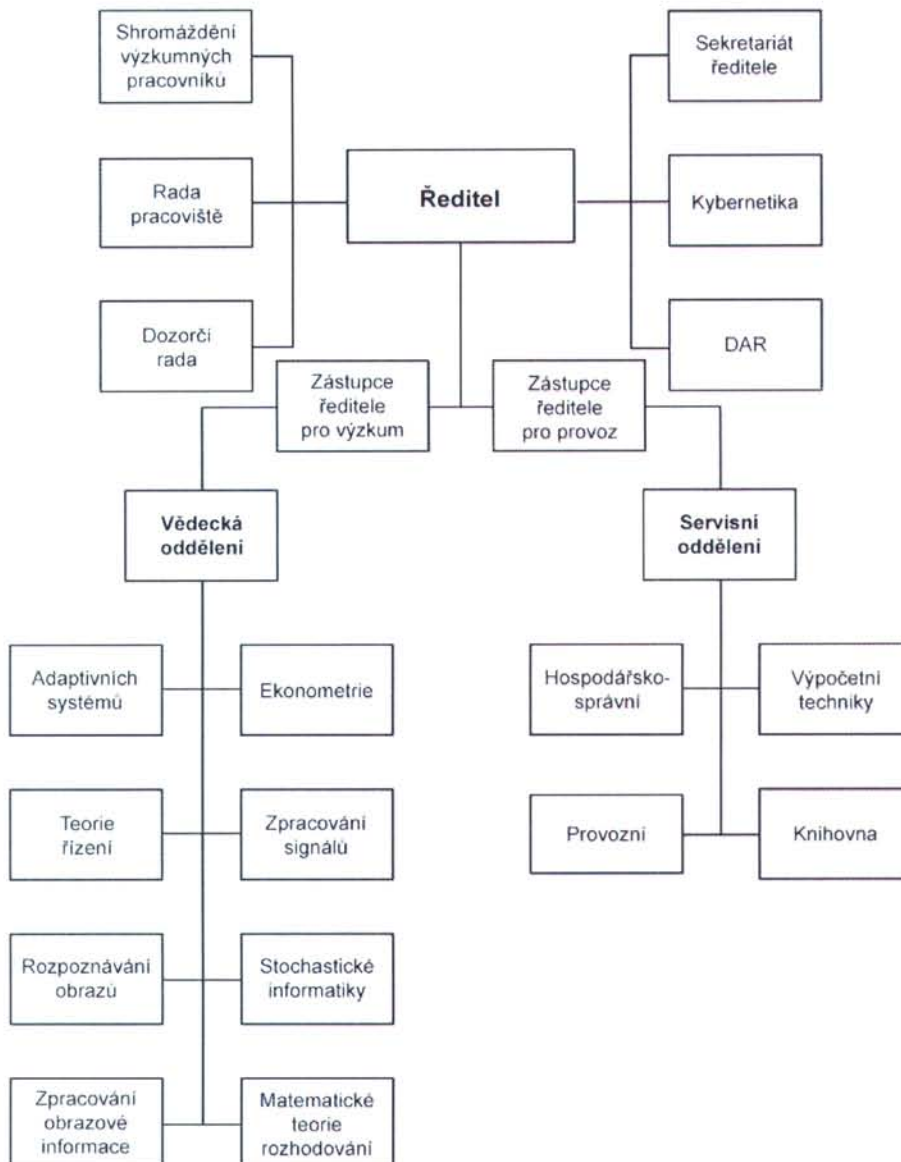 Shromáždění
výzkumných
pracovníků
Sekretariát
ředitele
Ředitel
Rada
pracoviště
Kybernetika
Dozorčí
rada
DAR
Zástupce
ředitele
pro výzkum
Zástupce
ředitele
pro provoz
Vědecká
oddělení
Servisní
oddělení
Adaptivních
systémů
Ekonometrie
Hospodářsko-
správní
Výpočetní
techniky
Teorie
řízení
Zpracování
signálů
Provozní
Knihovna
Rozpoznávání
obrazů
Stochastické
informatiky
Zpracování
obrazové
informace
Matematické
teorie
rozhodování